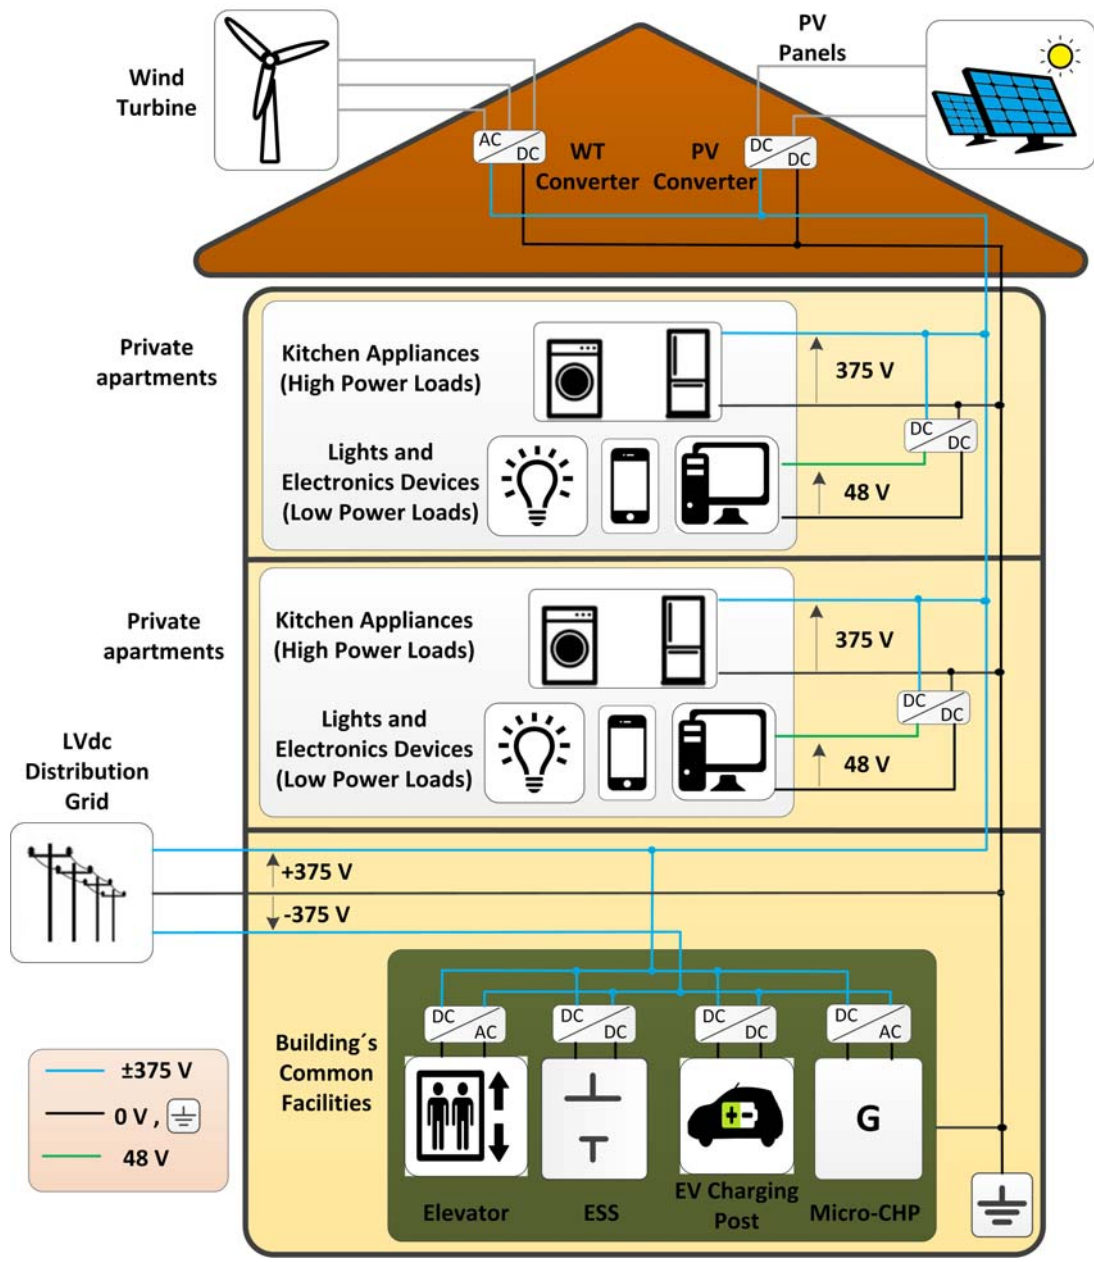 PV
Panels
Wind
Turbine
AC
DC
WT
Converter
PV
Converter
DC
DC
Private
apartments
Kitchen Appliances
(High Power Loads)
375 V
DC
DC
Lights and
Electronics Devices
(Low Power Loads)
48 V
Private
apartments
Kitchen Appliances
(High Power Loads)
375 V
DC
DC
Lights and
Electronics Devices
(Low Power Loads)
48 V
LVdc
Distribution
Grid
+375 V
-375 V
Building´s
Common
Facilities
DC
AC
DC
DC
DC
DC
DC
AC
G
Elevator
ESS
EV Charging
Post
Micro-CHP
±375 V
0 V ,
48 V